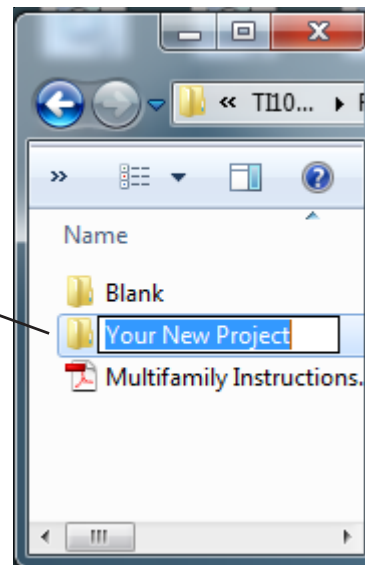 « TI10... ▸ F
»
Name
Blank
Your New Project
Multifamily Instructions.